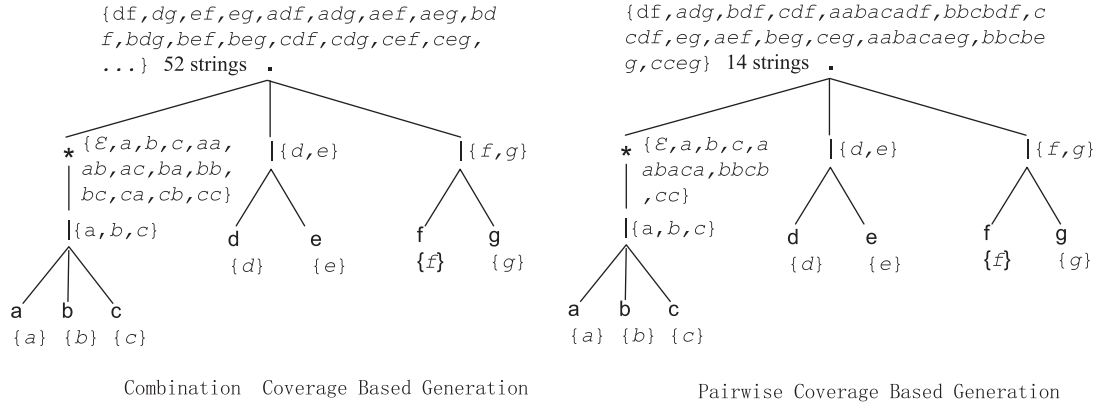 {df,dg,ef,eg,adf,adg,aef,aeg,bd
f,bdg,bef,beg,cdf,cdg,cef,ceg,
...} 52 strings .
* {ε,a,b,c,aa,
ab,ac,ba,bb,
bc,ca,cb,cc}
|{d,e}
|{f,g}
|{a,b,c}
d
e
f
g
{d}
{e}
{f}
{g}
a
b
c
{a}
{b}
{c}
Combination Coverage Based Generation
{df,adg,bdf,cdf,aabacadf,bbcbdf,c
cdf,eg,aef,beg,ceg,aabacaeg,bbcbe
g,cceg} 14 strings .
* {ε,a,b,c,a
abaca,bbcb
,cc}
|{d,e}
|{f,g}
|{a,b,c}
d
e
f
g
{d}
{e}
{f}
{g}
a
b
c
{a}
{b}
{c}
Pairwise Coverage Based Generation